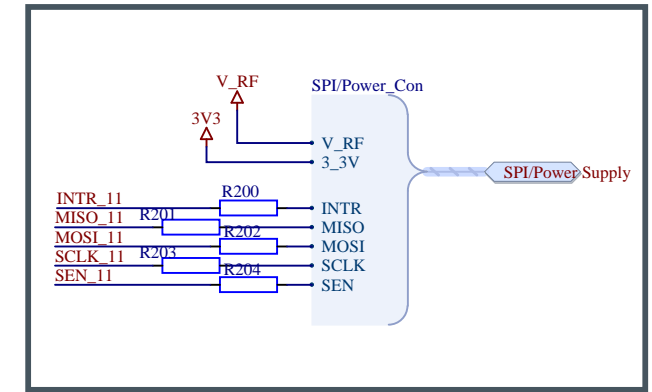 V_RF
SPI/Power_Con
3V3
V_RF
3_3V
SPI/Power Supply
INTR_11
R200
INTR
MISO_11
R201
MISO
MOSI_11
R202
MOSI
SCLK_11
R203
SCLK
SEN_11
R204
SEN